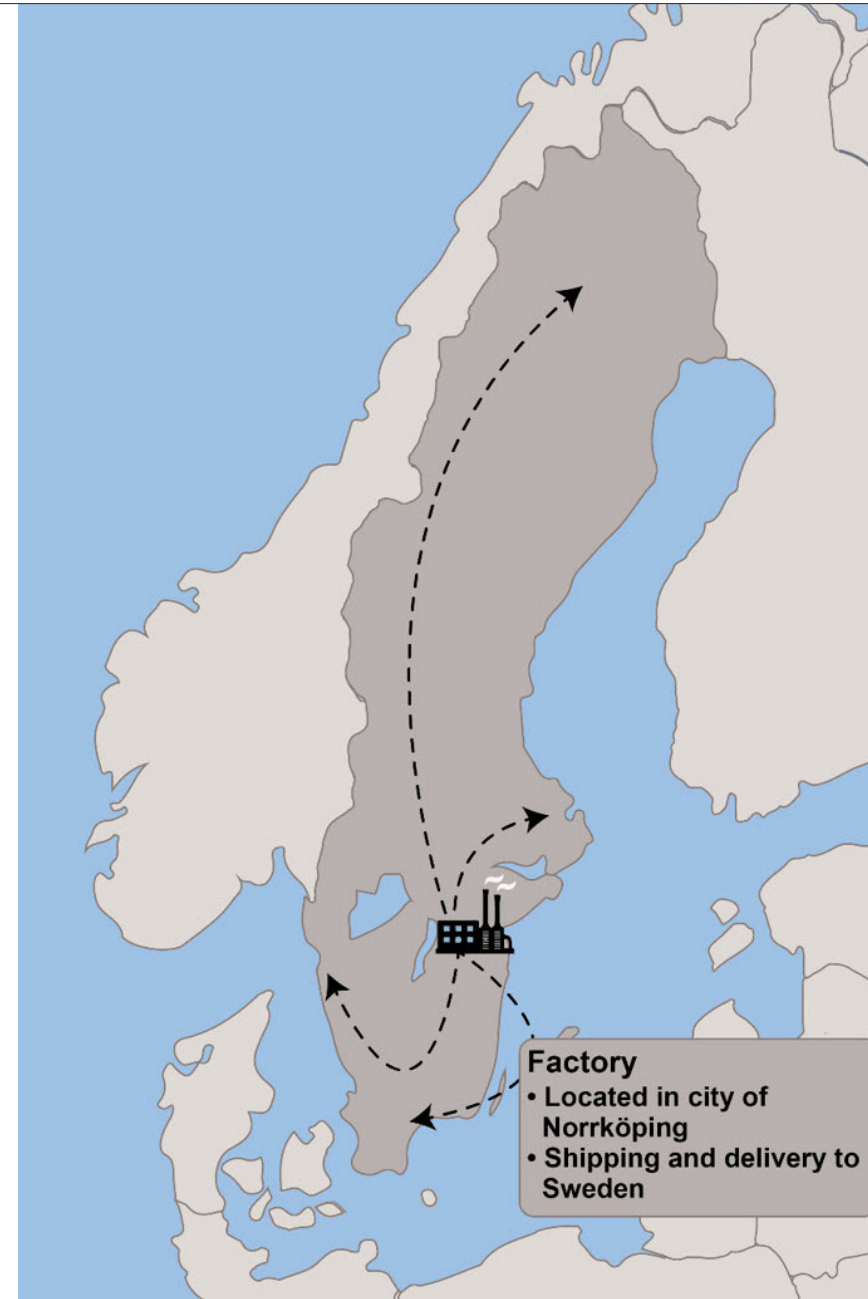 Factory
• Located in city of
Norrköping
• Shipping and delivery to
Sweden